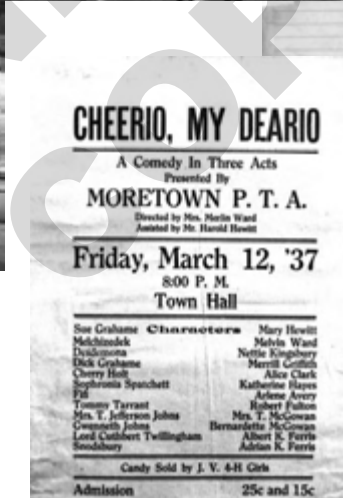 CHEERIO, MY DEARIO
A Comedy In Three Acts
Presented By
MORETOWN P. T. A.
Directed by Mrs. Merlin Ward
Assisted by Mr. Harold Hewitt
Friday, March 12, '37
8:00 P. M.
Town Hall
Characters
Sue Grahame Mary Hewitt
Melchizedek Melvin Ward
Desdemona Nettie Kingsbury
Dick Grahame Merrill Griffith
Cherry Holt Alice Clark
Sophronia Spatchett Katherine Hayes
Fifi Arlene Avery
Tommy Tarrant Robert Fulton
Mrs. T. Jefferson Johns Mrs. T. McGowan
Gwenneth Johns Bernardette McGowan
Lord Cuthbert Twillingham Albert K. Ferris
Snodsbury Adrian K. Ferris
Candy Sold by J. V. 4-H Girls
Admission 25c and 15c